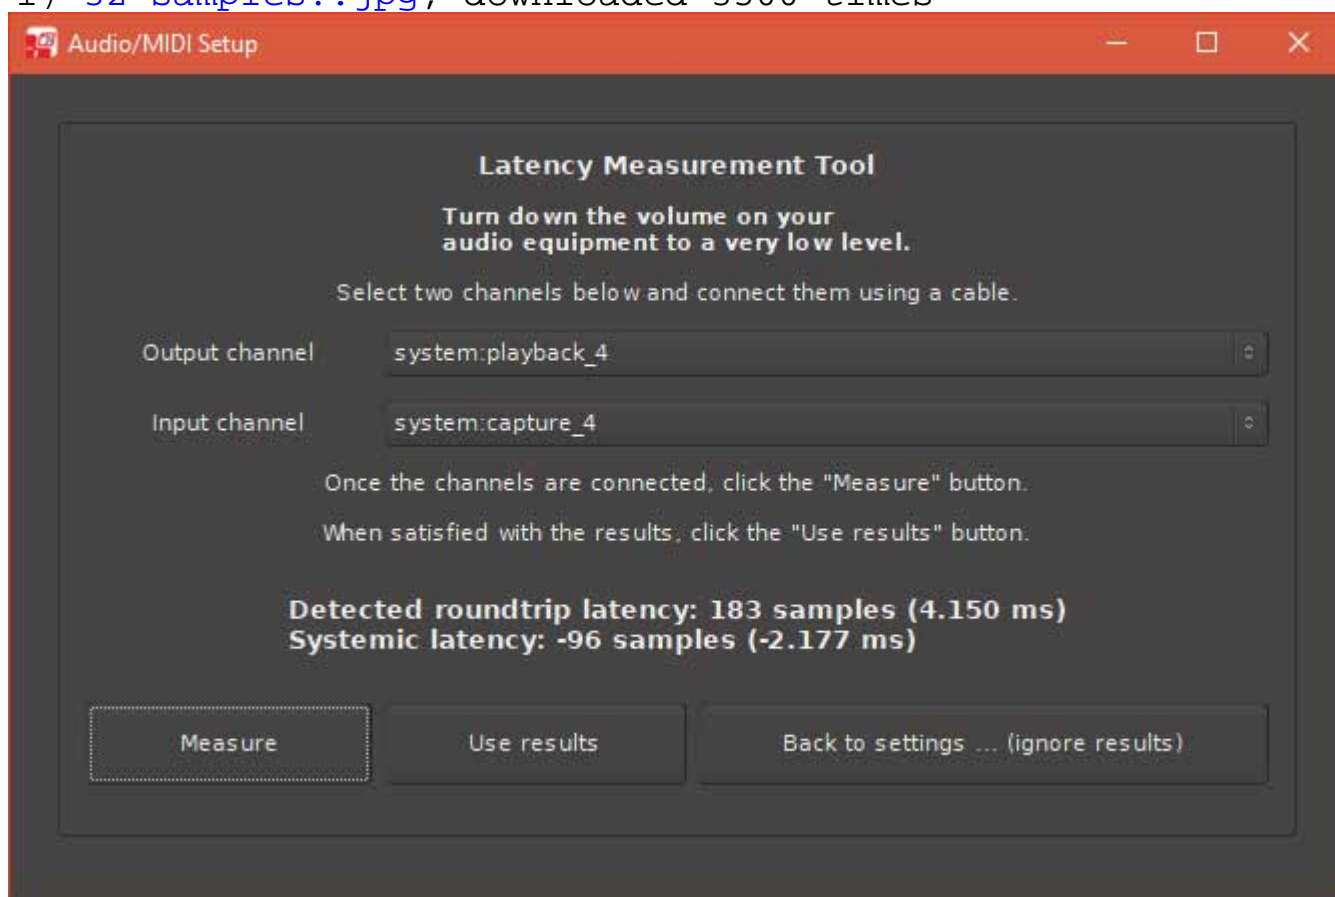 Audio/MIDI Setup
Latency Measurement Tool
Turn down the volume on your
audio equipment to a very low level.
Select two channels below and connect them using a cable.
Output channel system:playback_4
Input channel system:capture_4
Once the channels are connected, click the "Measure" button.
When satisfied with the results, click the "Use results" button.
Detected roundtrip latency: 183 samples (4.150 ms)
Systemic latency: -96 samples (-2.177 ms)
Measure Use results Back to settings ... (ignore results)